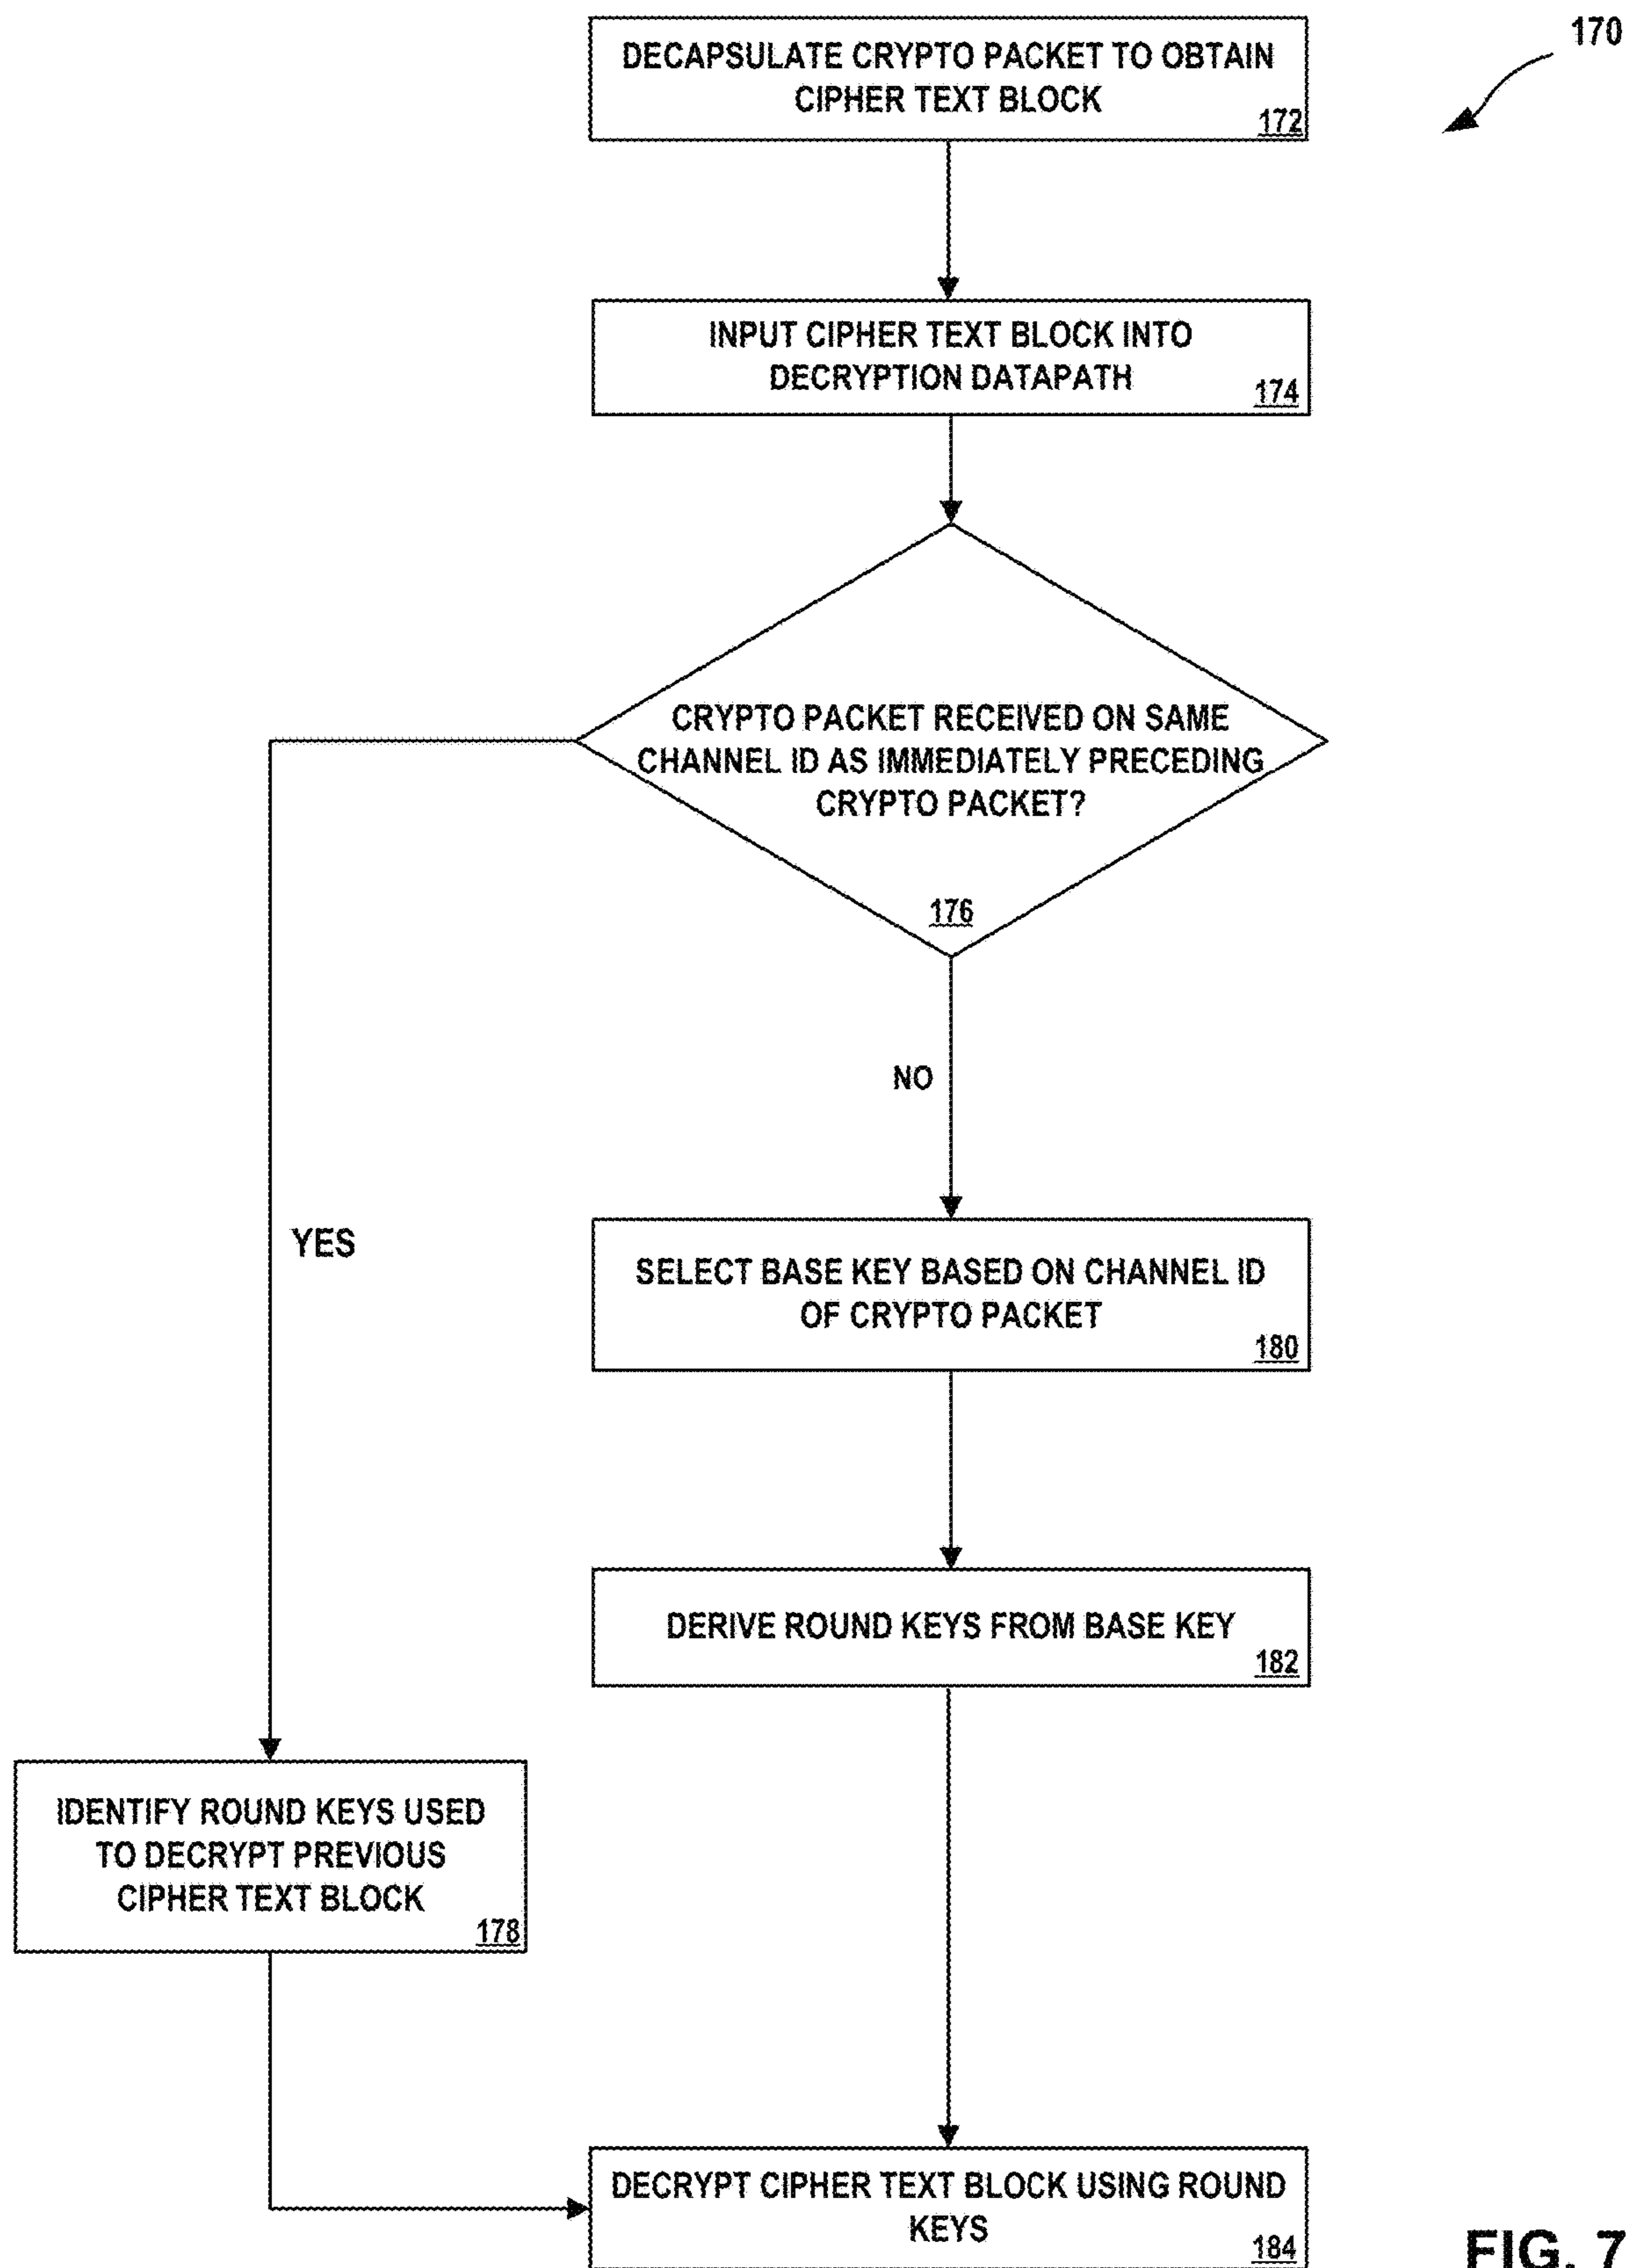 170
DECAPSULATE CRYPTO PACKET TO OBTAIN
CIPHER TEXT BLOCK
172
INPUT CIPHER TEXT BLOCK INTO
DECRYPTION DATAPATH
174
CRYPTO PACKET RECEIVED ON SAME
CHANNEL ID AS IMMEDIATELY PRECEDING
CRYPTO PACKET?
176
NO
YES
SELECT BASE KEY BASED ON CHANNEL ID
OF CRYPTO PACKET
180
DERIVE ROUND KEYS FROM BASE KEY
182
IDENTIFY ROUND KEYS USED
TO DECRYPT PREVIOUS
CIPHER TEXT BLOCK
178
DECRYPT CIPHER TEXT BLOCK USING ROUND
KEYS
184
FIG. 7